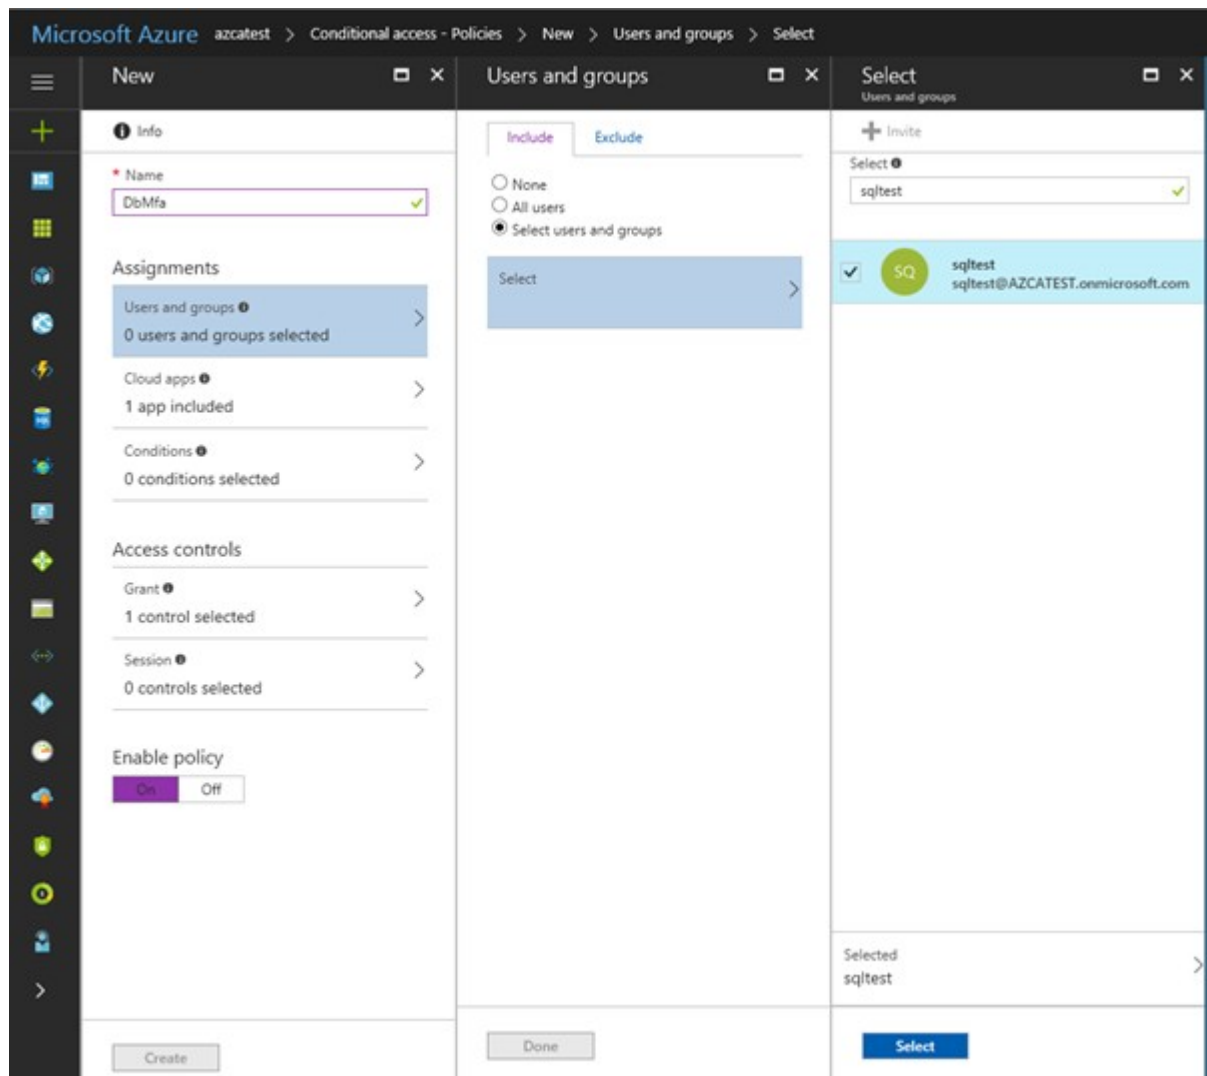 Microsoft Azure azcatest > Conditional access - Policies > New > Users and groups > Select
New
Info
* Name
DbMfa
Assignments
Users and groups
0 users and groups selected
Cloud apps
1 app included
Conditions
0 conditions selected
Access controls
Grant
1 control selected
Session
0 controls selected
Enable policy
On Off
Create
Users and groups
Include Exclude
None
All users
Select users and groups
Select
Done
Select
Users and groups
Invite
Select
sqltest
SQ
sqltest
sqltest@AZCATEST.onmicrosoft.com
Selected
sqltest
Select